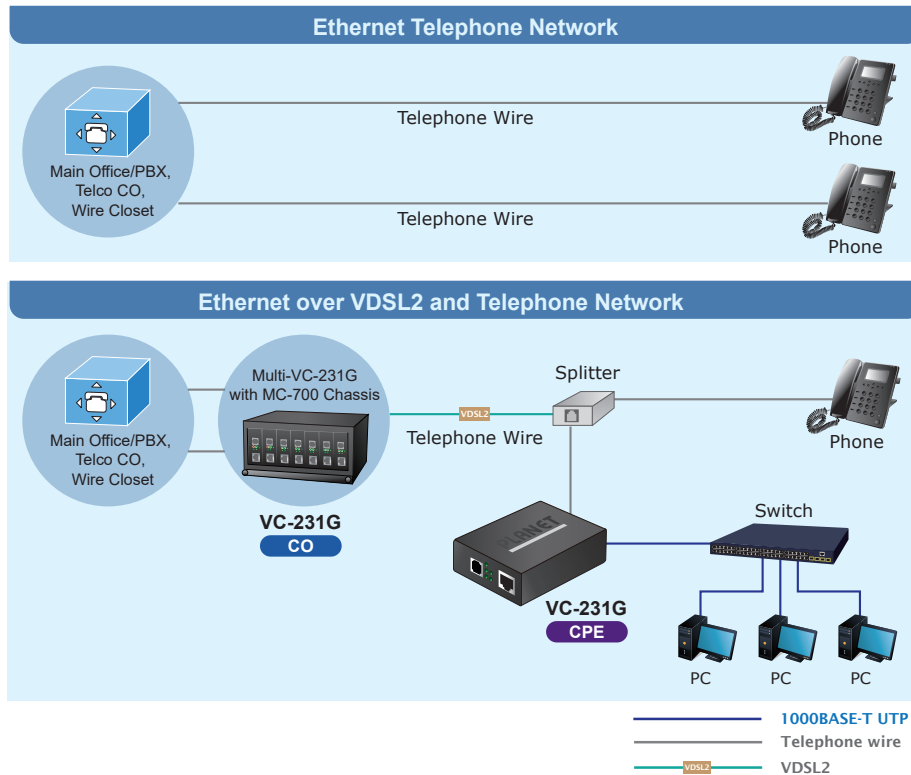 Ethernet Telephone Network
Telephone Wire
Phone
Main Office/PBX,
Telco CO,
Wire Closet
Telephone Wire
Phone
Ethernet over VDSL2 and Telephone Network
Multi-VC-231G
with MC-700 Chassis
Splitter
VDSL2
Telephone Wire
Phone
Main Office/PBX,
Telco CO,
Wire Closet
VC-231G
CO
PLANET
Switch
VC-231G
CPE
PC
PC
PC
1000BASE-T UTP
Telephone wire
VDSL2
VDSL2